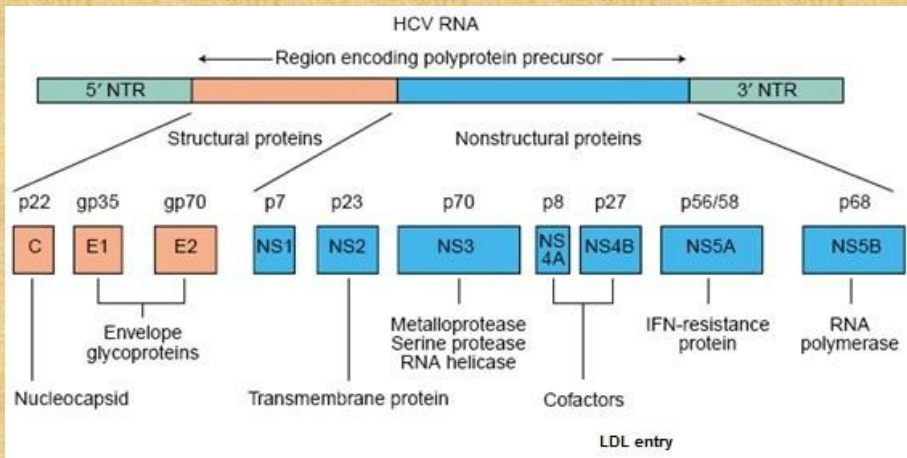 HCV RNA
Region encoding polyprotein precursor
5′ NTR
3′ NTR
Structural proteins
Nonstructural proteins
p22 gp35 gp70 p7 p23 p70 p8 p27 p56/58 p68
C E1 E2 NS1 NS2 NS3 NS 4A NS4B NS5A NS5B
Envelope
glycoproteins
Metalloprotease
Serine protease
RNA helicase
IFN-resistance
protein
RNA
polymerase
Nucleocapsid
Transmembrane protein
Cofactors
LDL entry